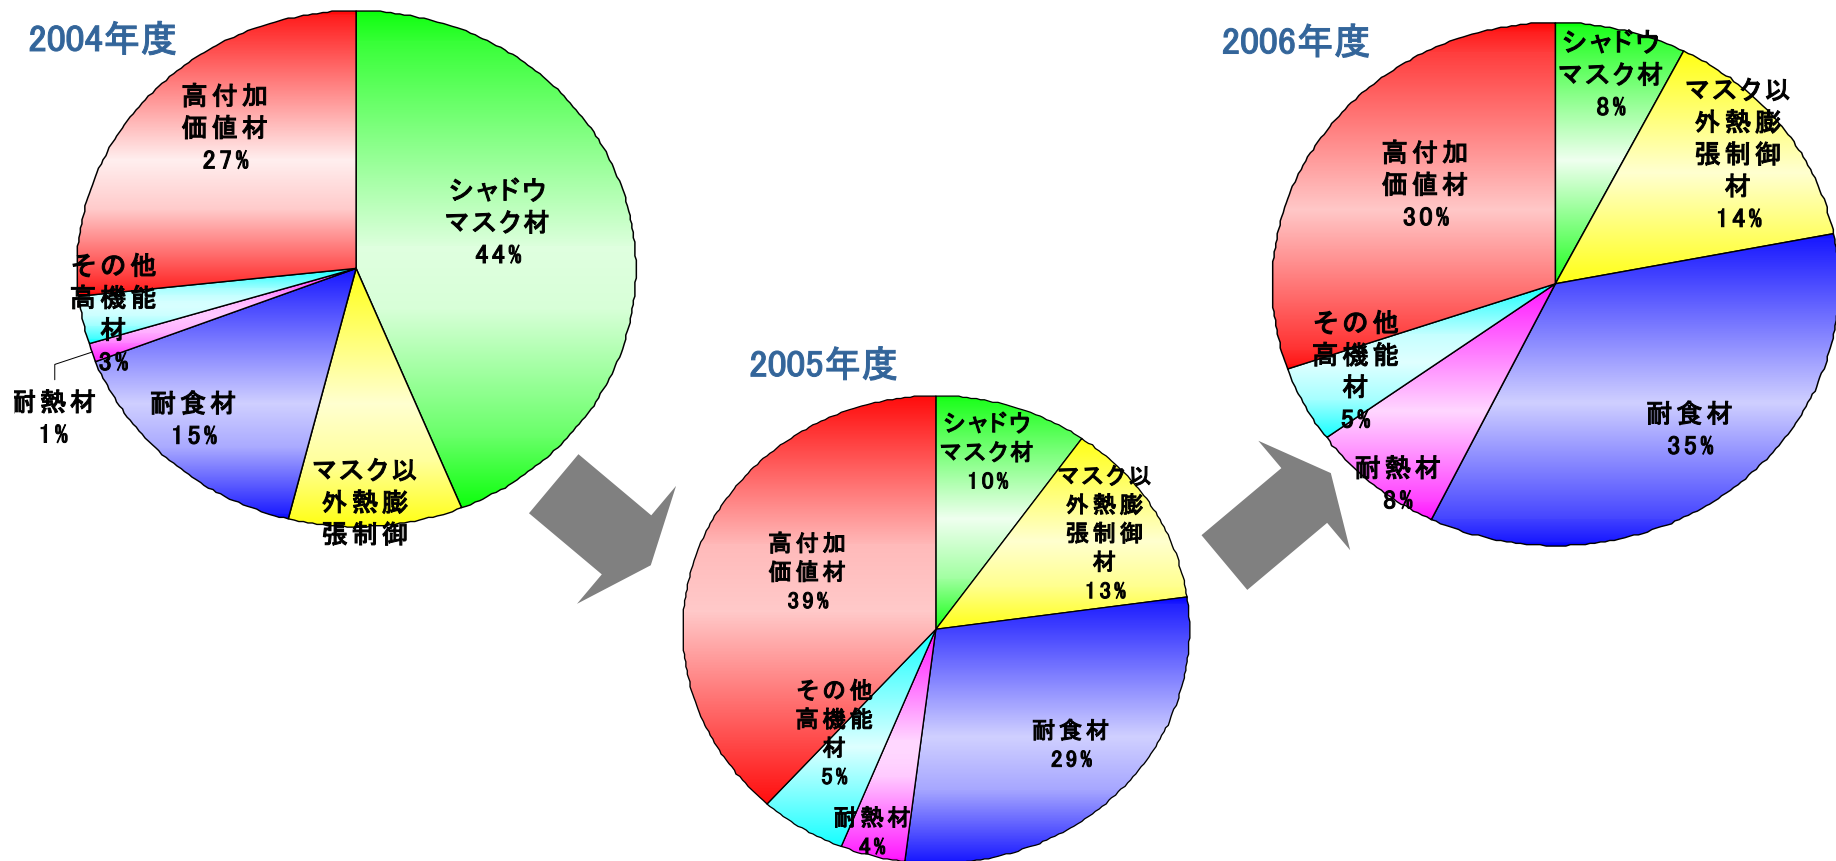 2004年度
高付加
価値材
27%
シャドウ
マスク材
44%
その他
高機能
材
3%
耐熱材
1%
耐食材
15%
マスク以
外熱膨
張制御
2005年度
シャドウ
マスク材
10%
マスク以
外熱膨
張制御
材
13%
高付加
価値材
39%
その他
高機能
材
5%
耐熱材
4%
耐食材
29%
2006年度
シャドウ
マスク材
8%
マスク以
外熱膨
張制御
材
14%
高付加
価値材
30%
その他
高機能
材
5%
耐熱材
8%
耐食材
35%